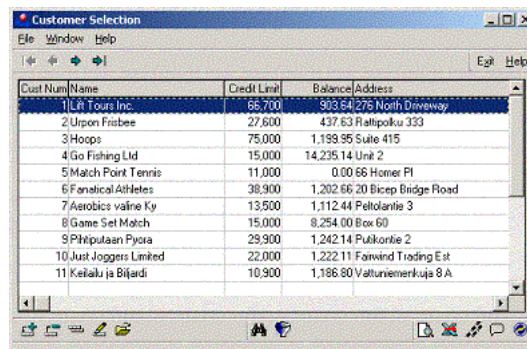 Customer Selection
File Window Help
Exit Help
Cust Num Name Credit Limit Balance Address
1 Lift Tours Inc. 66,700 903.64 276 North Driveway
2 Urpon Frisbee 27,600 437.63 Rattipolku 333
3 Hoops 75,000 1,199.95 Suite 415
4 Go Fishing Ltd 15,000 14,235.14 Unit 2
5 Match Point Tennis 11,000 0.00 66 Homer Pl
6 Fanatical Athletes 38,900 1,202.66 20 Bicep Bridge Road
7 Aerobics valine Ky 13,500 1,112.44 Peltolantie 3
8 Game Set Match 15,000 8,254.00 Box 60
9 Pihtiputaan Pyora 29,900 1,242.14 Putikontie 2
10 Just Joggers Limited 22,000 1,222.11 Fairwind Trading Est
11 Keilailu ja Biljardi 10,900 1,186.80 Vattuniemenkuja 8 A